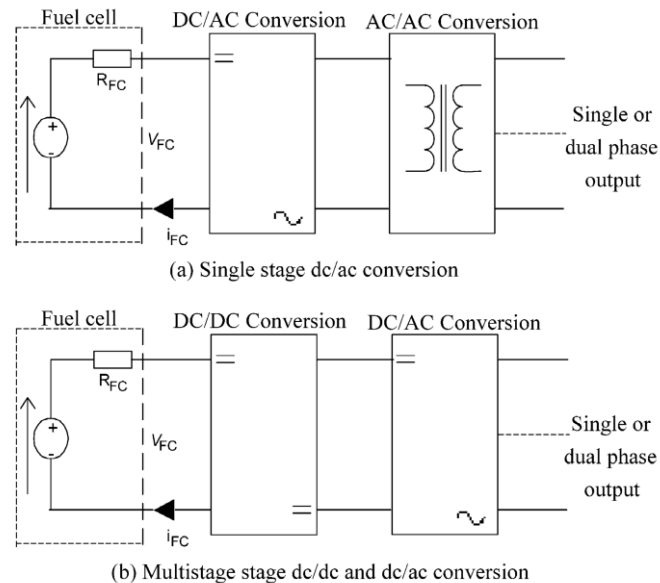 Fuel cell
DC/AC Conversion
AC/AC Conversion
R_FC
+
-
V_FC
i_FC
Single or
dual phase
output
(a) Single stage dc/ac conversion
Fuel cell
DC/DC Conversion
DC/AC Conversion
R_FC
+
-
V_FC
i_FC
Single or
dual phase
output
(b) Multistage stage dc/dc and dc/ac conversion